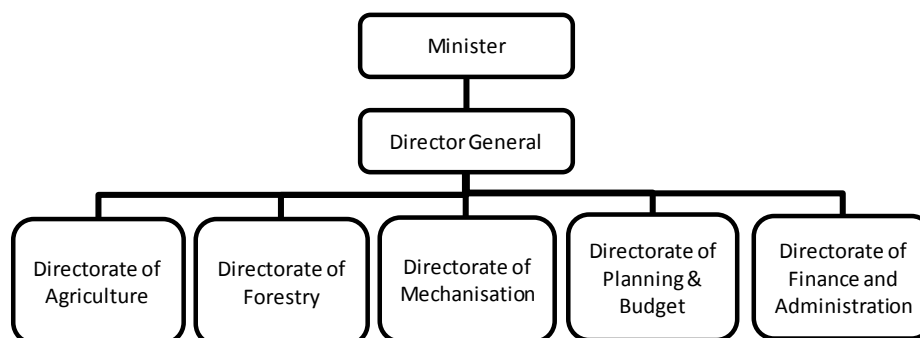 Minister
Director General
Directorate of
Agriculture
Directorate of
Forestry
Directorate of
Mechanisation
Directorate of
Planning &
Budget
Directorate of
Finance and
Administration